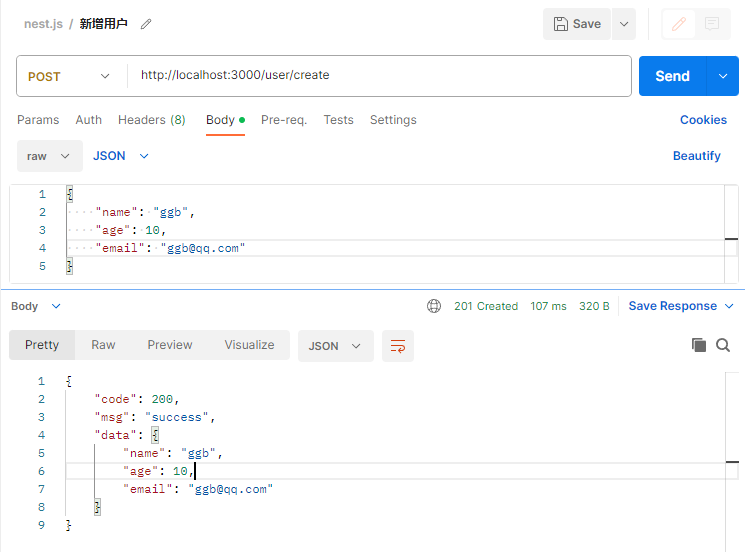 nest.js / 新增用户
Save
POST http://localhost:3000/user/create Send
Params Auth Headers (8) Body Pre-req. Tests Settings Cookies
raw JSON Beautify
1 {
2 "name": "ggb",
3 "age": 10,
4 "email": "ggb@qq.com"
5 }
Body 201 Created 107 ms 320 B Save Response
Pretty Raw Preview Visualize JSON
1 {
2 "code": 200,
3 "msg": "success",
4 "data": {
5 "name": "ggb",
6 "age": 10,
7 "email": "ggb@qq.com"
8 }
9 }